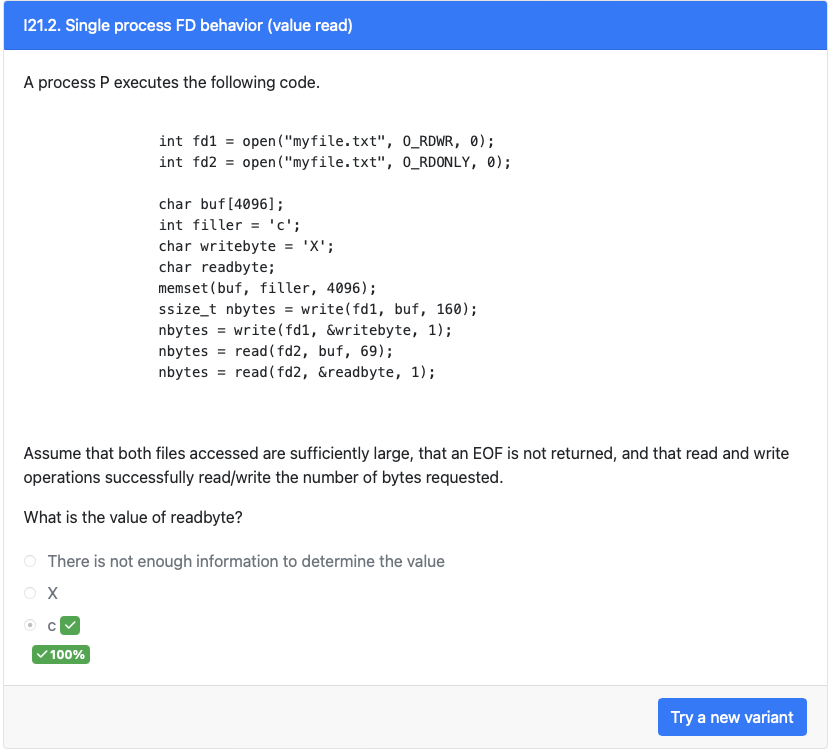 I21.2. Single process FD behavior (value read)
A process P executes the following code.
int fd1 = open("myfile.txt", O_RDWR, 0);
int fd2 = open("myfile.txt", O_RDONLY, 0);
char buf[4096];
int filler = 'c';
char writebyte = 'X';
char readbyte;
memset(buf, filler, 4096);
ssize_t nbytes = write(fd1, buf, 160);
nbytes = write(fd1, &writebyte, 1);
nbytes = read(fd2, buf, 69);
nbytes = read(fd2, &readbyte, 1);
Assume that both files accessed are sufficiently large, that an EOF is not returned, and that read and write
operations successfully read/write the number of bytes requested.
What is the value of readbyte?
There is not enough information to determine the value
X
c
100%
Try a new variant